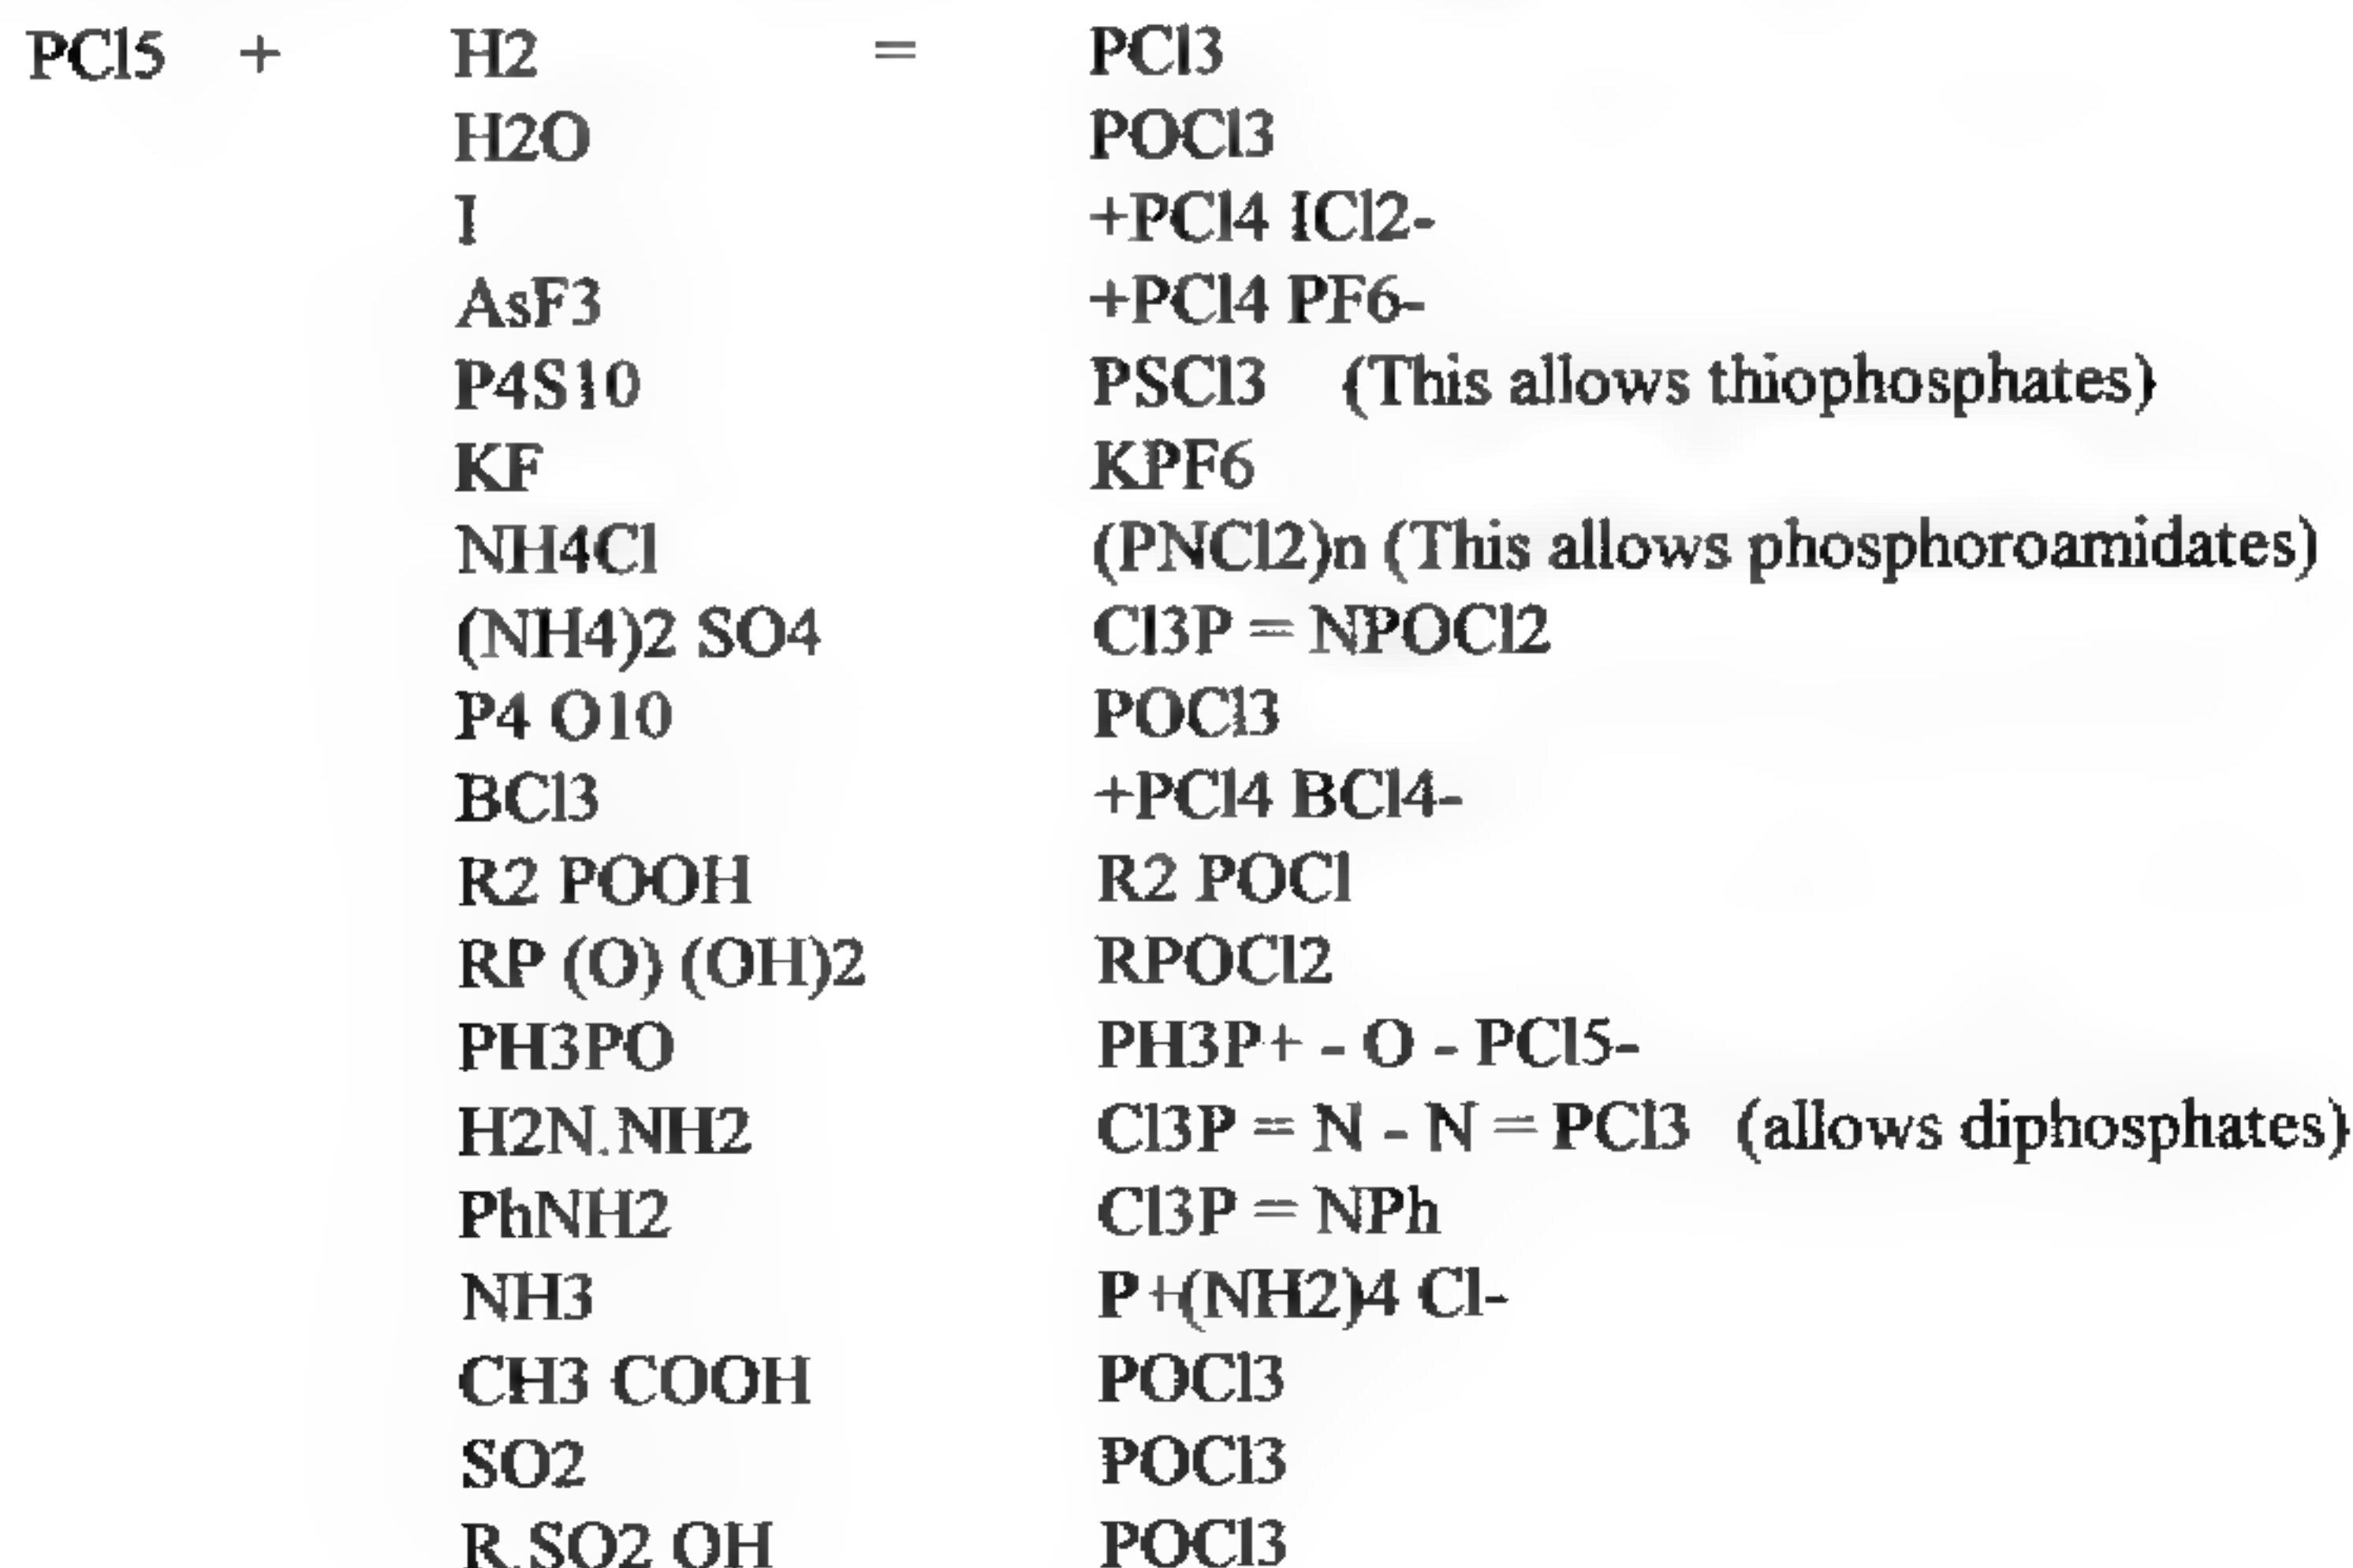 PCl5 + H2 = PCl3
H2O POCl3
I +PCl4 ICl2-
AsF3 +PCl4 PF6-
P4S10 PSCl3 (This allows thiophosphates)
KF KPF6
NH4Cl (PNCl2)n (This allows phosphoroamidates)
(NH4)2 SO4 Cl3P = NPOCl2
P4 O10 POCl3
BCl3 +PCl4 BCl4-
R2 POOH R2 POCl
RP (O) (OH)2 RPOCl2
PH3PO PH3P+ - O - PCl5-
H2N.NH2 Cl3P = N - N = PCl3 (allows diphosphates)
PhNH2 Cl3P = NPh
NH3 P+(NH2)4 Cl-
CH3 COOH POCl3
SO2 POCl3
R.SO2 OH POCl3